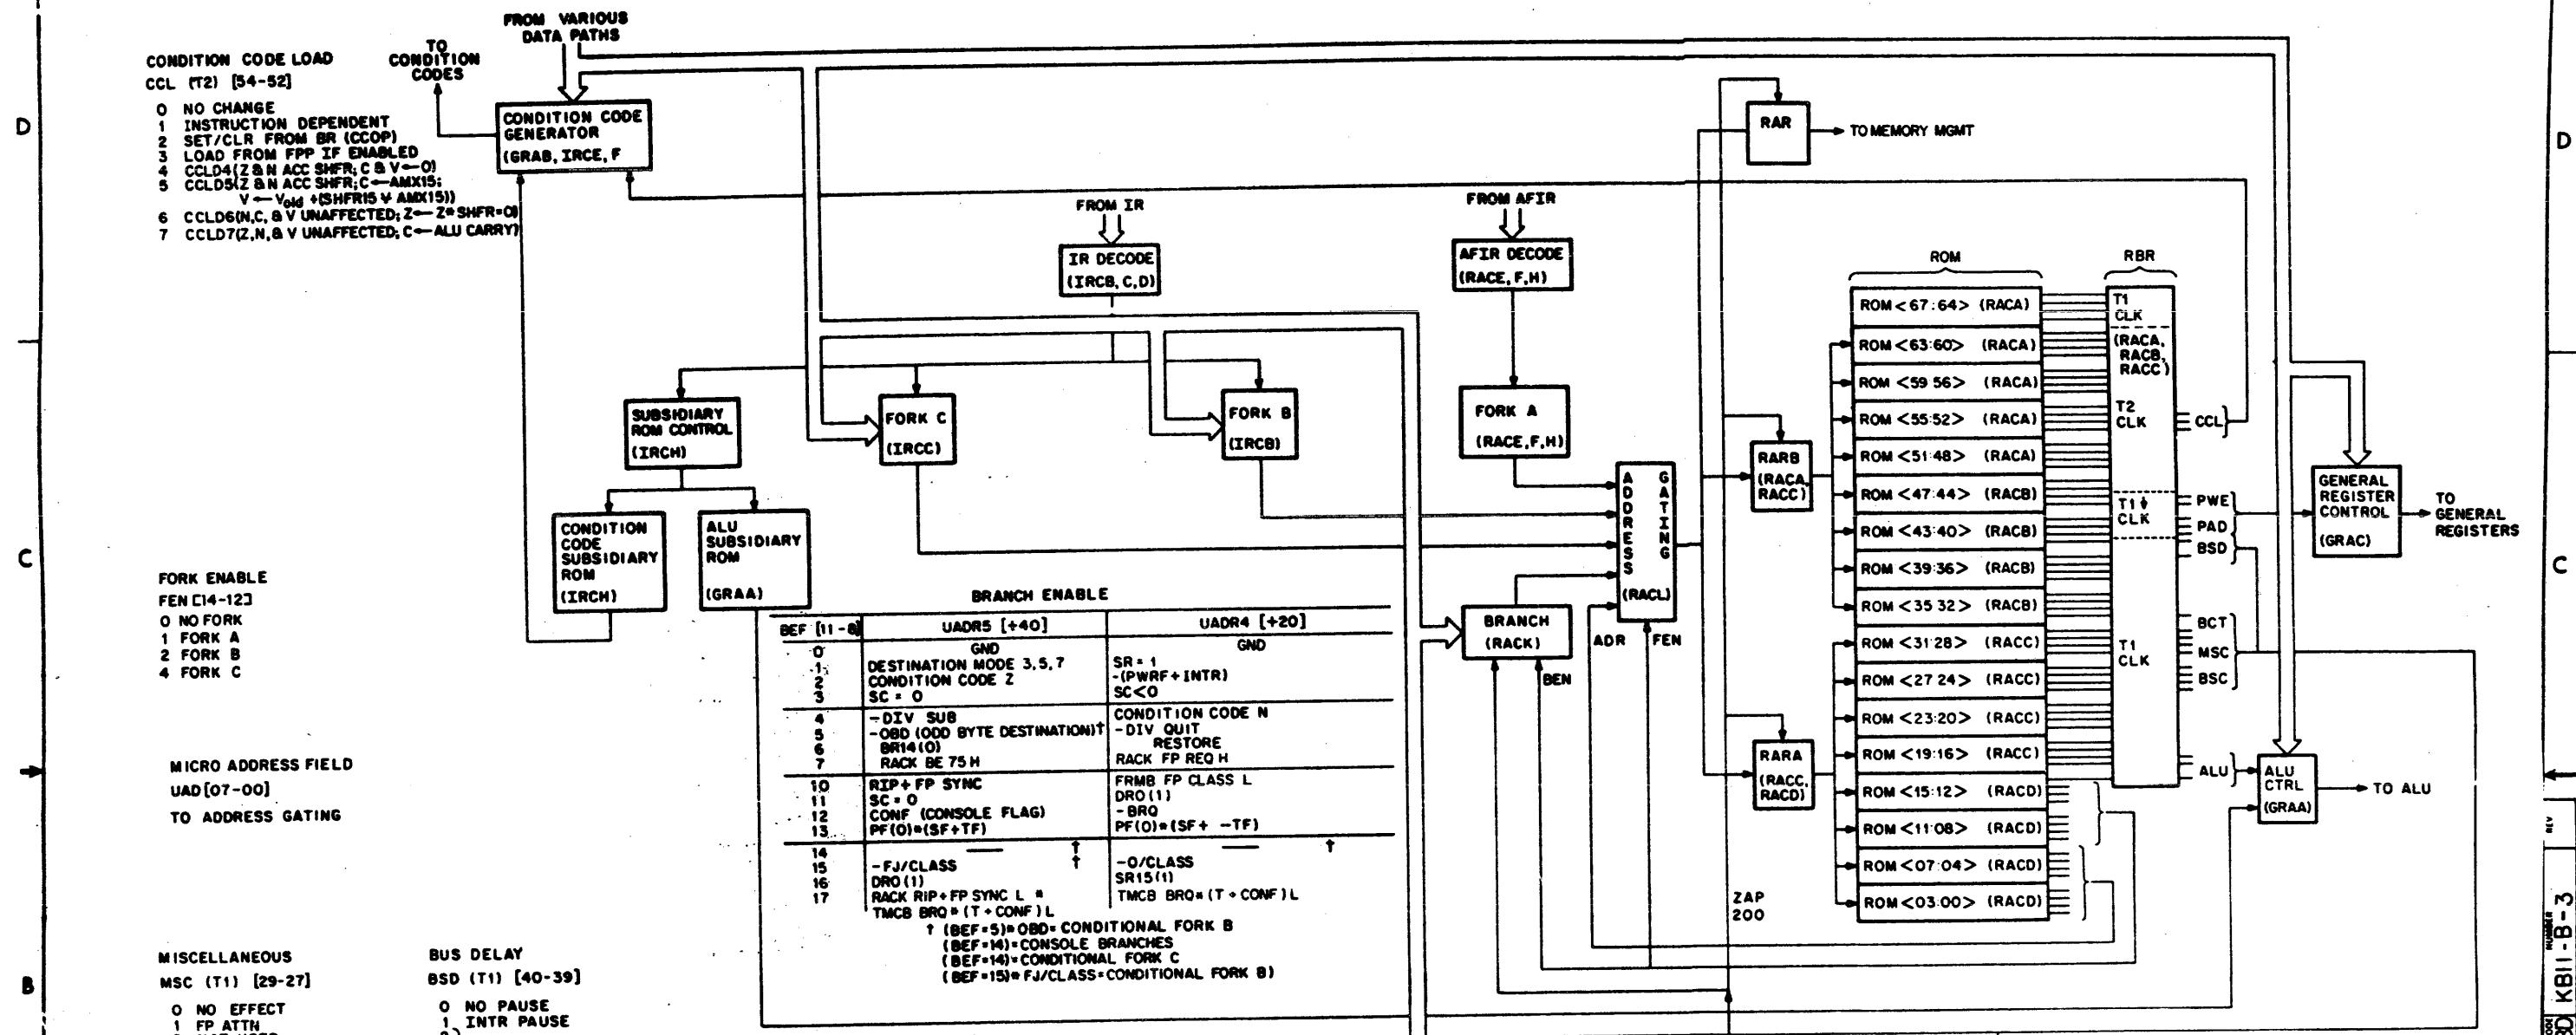 FROM VARIOUS
DATA PATHS
TO
CONDITION
CODES
CONDITION CODE LOAD
CCL (T2) [54-52]
0 NO CHANGE
1 INSTRUCTION DEPENDENT
2 SET/CLR FROM BR (CCOP)
3 LOAD FROM FPP IF ENABLED
4 CCLD4(Z & N ACC SHFR; C & V←0)
5 CCLD5(Z & N ACC SHFR; C←AMX15;
V←Vold +(SHFR15 ∀ AMX15))
6 CCLD6(N,C, & V UNAFFECTED; Z←Z* SHFR=0)
7 CCLD7(Z,N, & V UNAFFECTED; C←ALU CARRY)
CONDITION CODE
GENERATOR
(GRAB, IRCE, F
D
RAR
TO MEMORY MGMT
D
FROM IR
IR DECODE
(IRCB, C, D)
FROM AFIR
AFIR DECODE
(RACE, F, H)
ROM
RBR
ROM<67:64> (RACA)
ROM<63:60> (RACA)
ROM<59 56> (RACA)
ROM<55:52> (RACA)
ROM<51:48> (RACA)
ROM<47:44> (RACB)
ROM<43:40> (RACB)
ROM<39:36> (RACB)
ROM<35 32> (RACB)
ROM<31:28> (RACC)
ROM<27 24> (RACC)
ROM<23:20> (RACC)
ROM<19:16> (RACC)
ROM<15:12> (RACD)
ROM<11:08> (RACD)
ROM<07:04> (RACD)
ROM<03:00> (RACD)
T1
CLK
(RACA,
RACB,
RACC)
T2
CLK
T1↓
CLK
T1
CLK
CCL
PWE
PAD
BSD
BCT
MSC
BSC
ALU
SUBSIDIARY
ROM CONTROL
(IRCH)
FORK C
(IRCC)
FORK B
(IRCB)
FORK A
(RACE, F, H)
CONDITION
CODE
SUBSIDIARY
ROM
(IRCH)
ALU
SUBSIDIARY
ROM
(GRAA)
ADDRESS
GATING
(RACL)
RARB
(RACA,
RACC)
RARA
(RACC,
RACD)
GENERAL
REGISTER
CONTROL
(GRAC)
TO
GENERAL
REGISTERS
C
C
FORK ENABLE
FEN [14-12]
0 NO FORK
1 FORK A
2 FORK B
4 FORK C
BRANCH
(RACK)
ADR
FEN
BEN
ALU
CTRL
(GRAA)
TO ALU
ZAP
200
MICRO ADDRESS FIELD
UAD [07-00]
TO ADDRESS GATING
BRANCH ENABLE
BEF [11-8] UADR5 [+40] UADR4 [+20]
0 GND GND
1 DESTINATION MODE 3,5,7 SR=1
2 CONDITION CODE Z -(PWRF+INTR)
3 SC=0 SC<0
4 -DIV SUB CONDITION CODE N
5 -OBD (ODD BYTE DESTINATION)† -DIV QUIT
6 BR14(0) RESTORE
7 RACK BE 75 H RACK FP REQ H
10 RIP+FP SYNC FRMB FP CLASS L
11 SC=0 DRO(1)
12 CONF (CONSOLE FLAG) -BRQ
13 PF(0)*(SF+TF) PF(0)*(SF+ -TF)
14 — † — †
15 -FJ/CLASS † -O/CLASS
16 DRO(1) SR15(1)
17 RACK RIP+FP SYNC L * TMCB BRQ*(T+CONF)L
TMCB BRQ*(T+CONF)L
† (BEF=5)*OBD=CONDITIONAL FORK B
(BEF=14)=CONSOLE BRANCHES
(BEF=14)=CONDITIONAL FORK C
(BEF=15)*FJ/CLASS=CONDITIONAL FORK B)
MISCELLANEOUS
MSC (T1) [29-27]
0 NO EFFECT
1 FP ATTN
BUS DELAY
BSD (T1) [40-39]
0 NO PAUSE
1 INTR PAUSE
B
REV
NUMBER
KB11-B-3